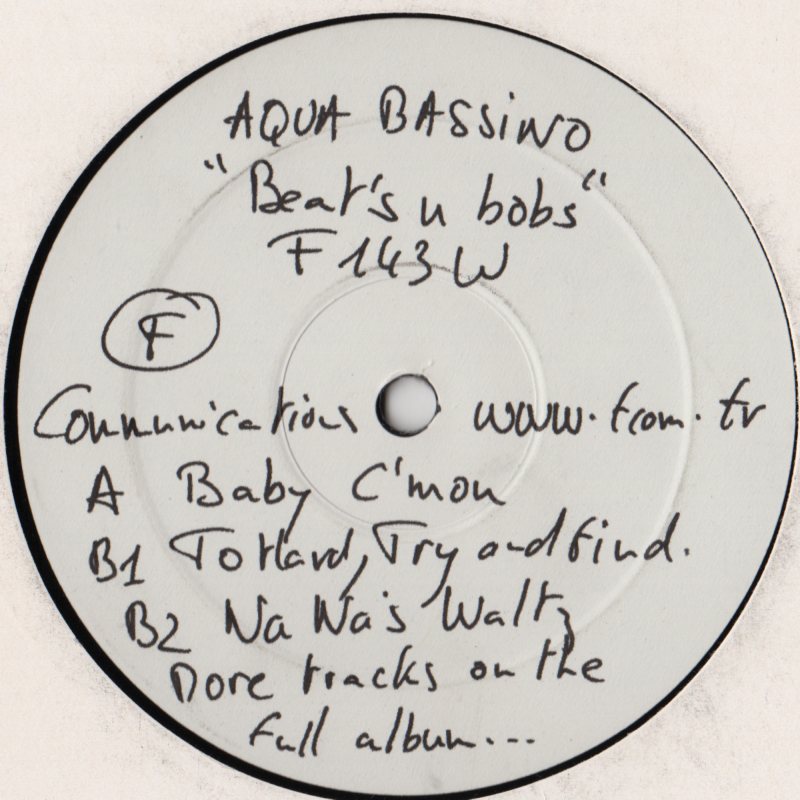 AQUA BASSINO
"Beat's n bobs"
F143W
F
Communications www.fcom.fr
A Baby C'mon
B1 To Hard, Try and find.
B2 Na Na's Waltz
More tracks on the
full album...